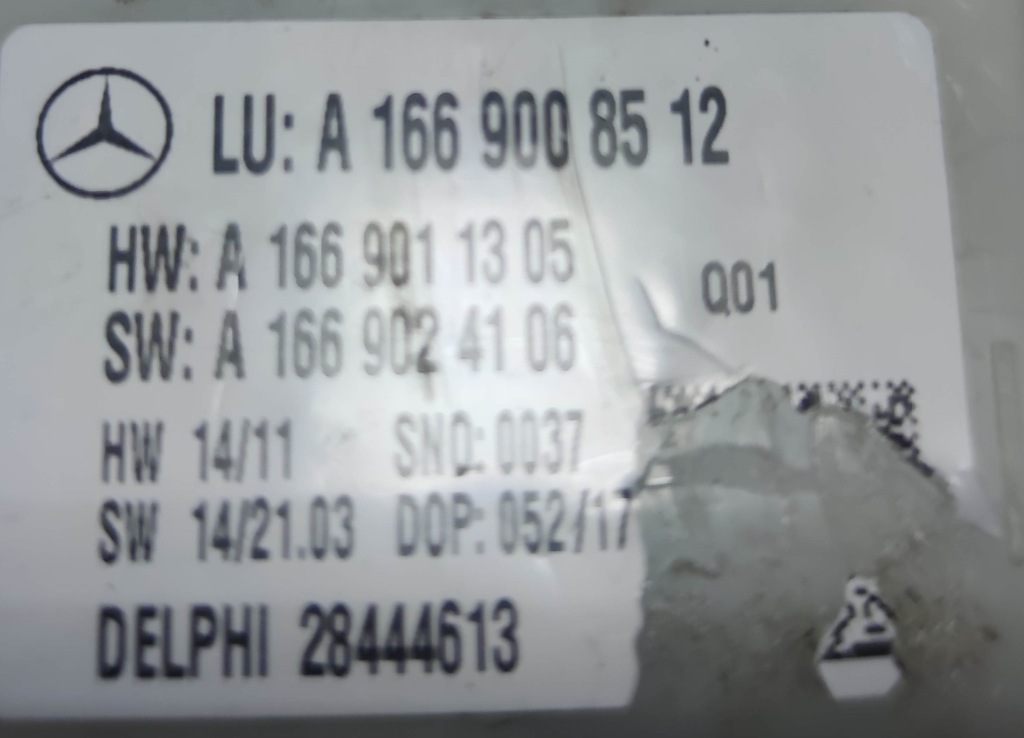 LU: A 166 900 85 12
HW: A 166 901 13 05
Q01
SW: A 166 902 41 06
HW 14/11 SNO: 0037
SW 14/21.03 DOP: 052/17
DELPHI 28444613